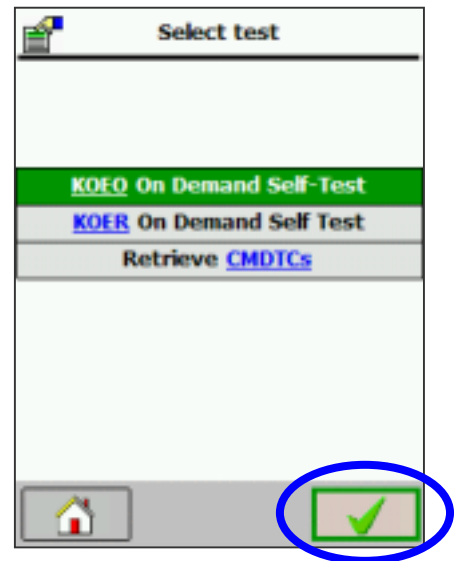 Select test
KOEO On Demand Self-Test
KOER On Demand Self Test
Retrieve CMDTCs